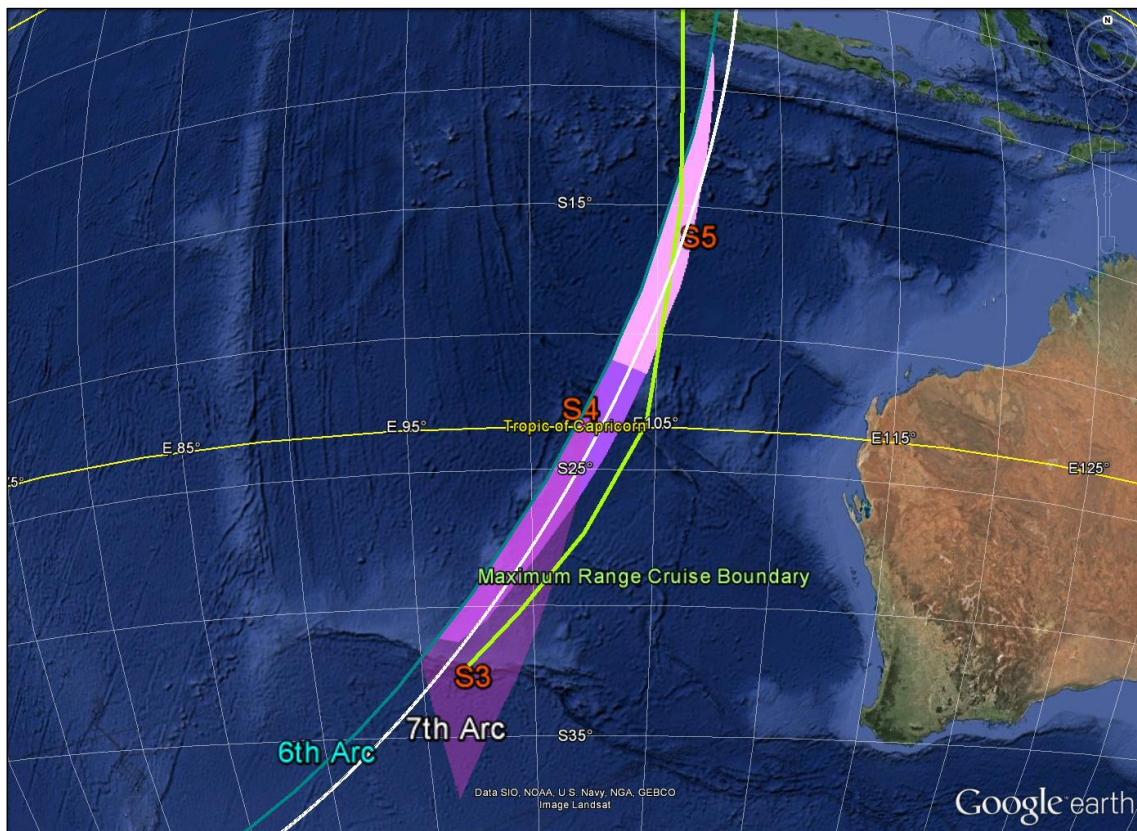 N
S15°
S5
S4
Tropic of Capricorn
E 95°
E105°
E 85°
E115°
S25°
E125°
Maximum Range Cruise Boundary
S3
7th Arc
6th Arc
S35°
Data SIO, NOAA, U.S. Navy, NGA, GEBCO
Image Landsat
Google earth